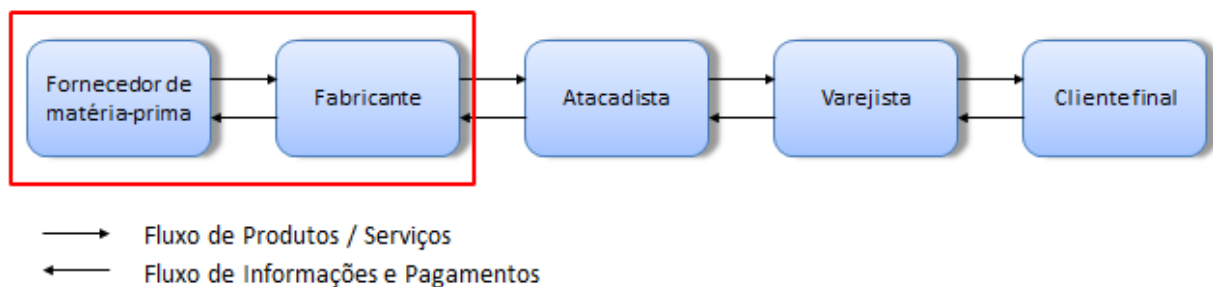 Fornecedor de
matéria-prima
Fabricante
Atacadista
Varejista
Cliente final
Fluxo de Produtos / Serviços
Fluxo de Informações e Pagamentos